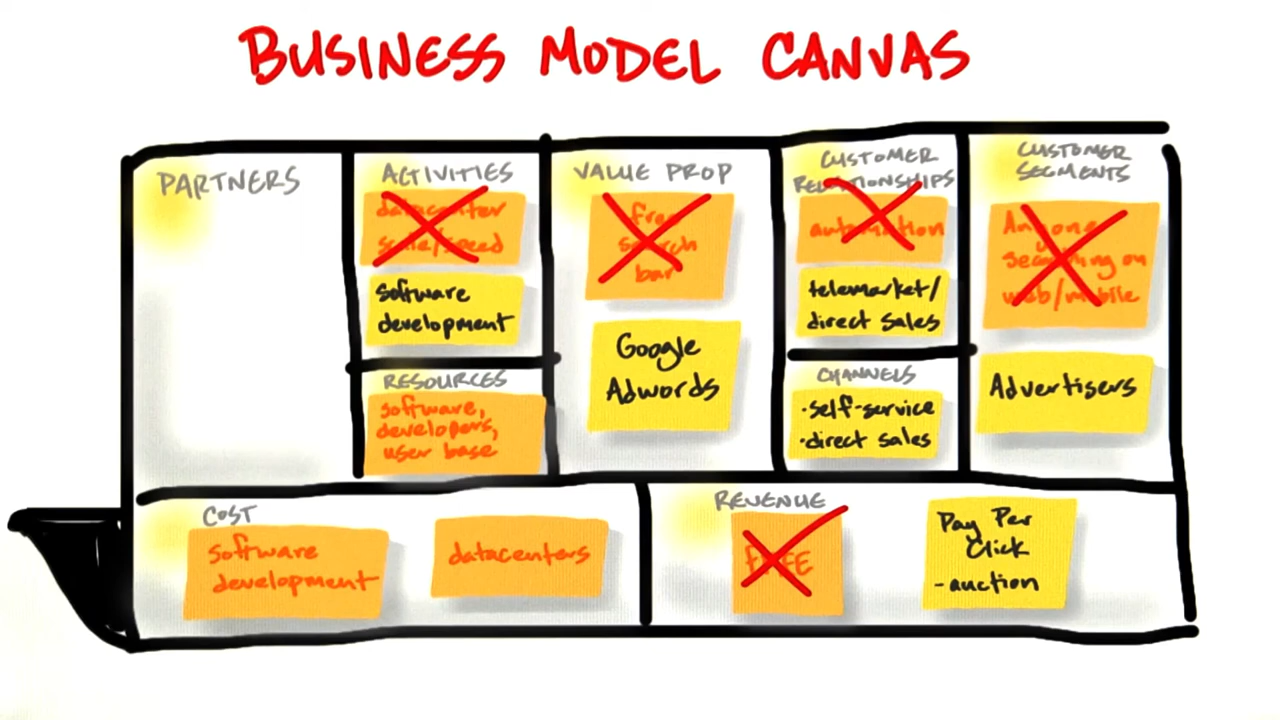 BUSINESS MODEL CANVAS
PARTNERS
ACTIVITIES
datacenter
scale/speed
software
development
RESOURCES
software,
developers,
user base
VALUE PROP
free
search
bar
Google
Adwords
CUSTOMER
RELATIONSHIPS
automation
telemarket/
direct sales
CHANNELS
·self-service
·direct sales
CUSTOMER
SEGMENTS
Anyone
searching on
web/mobile
Advertisers
COST
software
development
datacenters
REVENUE
FREE
Pay Per
Click
-auction